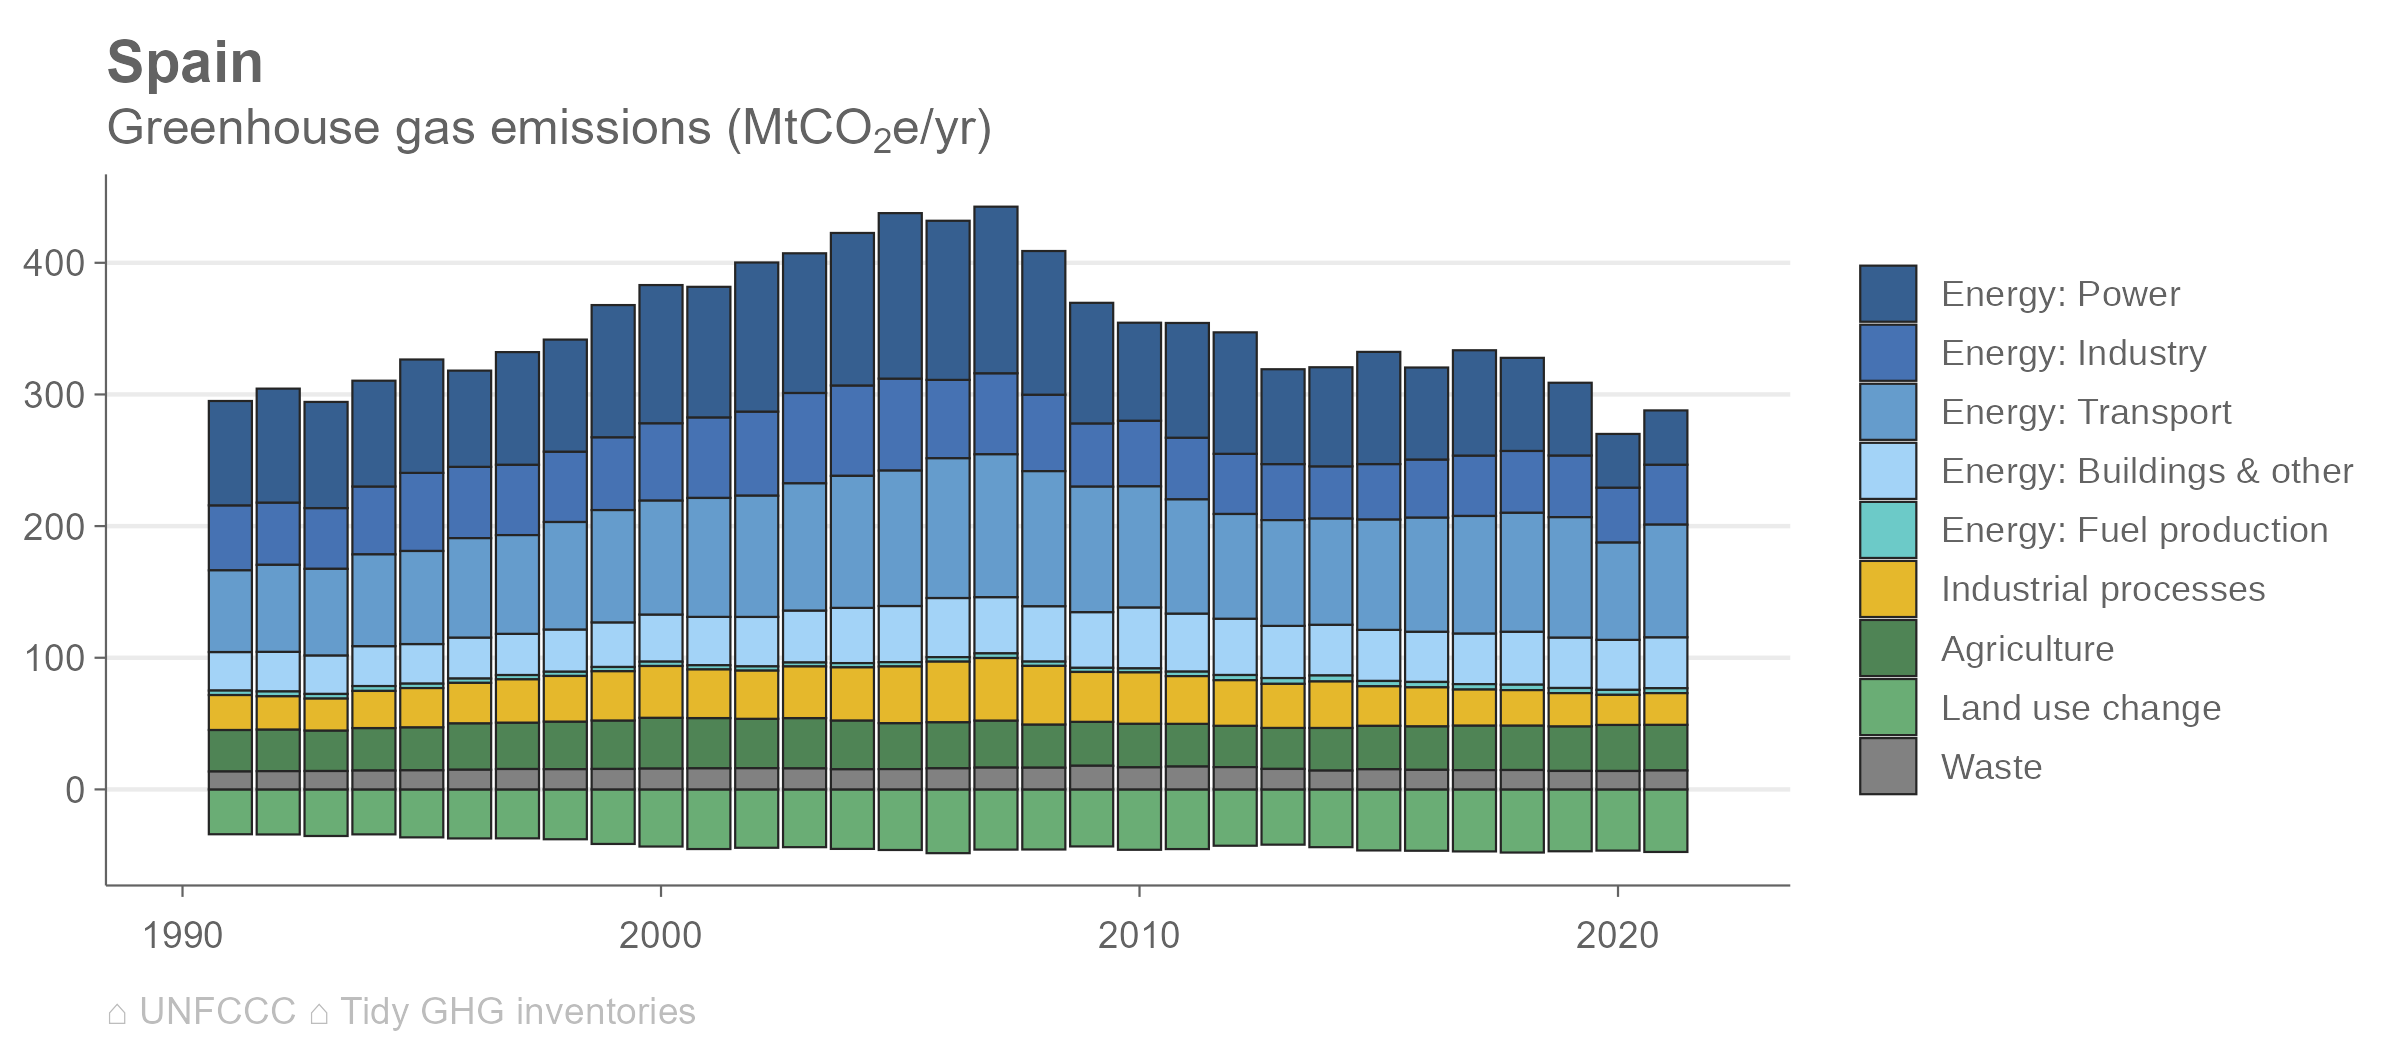 Spain
Greenhouse gas emissions (MtCO₂e/yr)
400
300
200
100
0
1990 2000 2010 2020
Energy: Power
Energy: Industry
Energy: Transport
Energy: Buildings & other
Energy: Fuel production
Industrial processes
Agriculture
Land use change
Waste
⌂ UNFCCC ⌂ Tidy GHG inventories